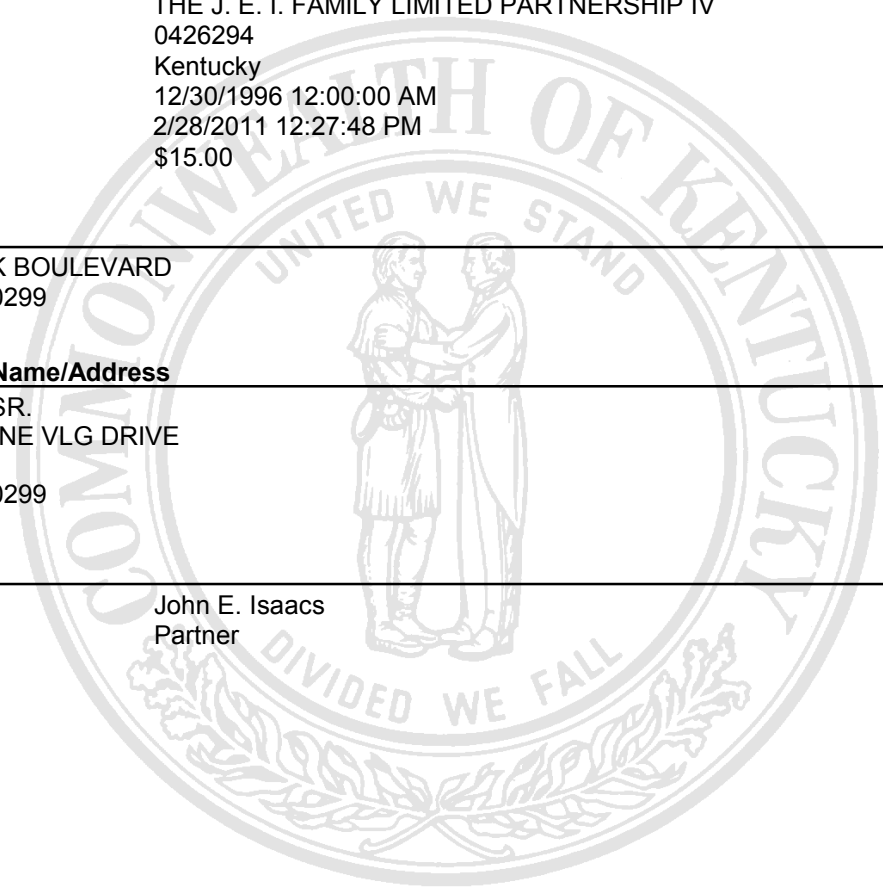 THE J. E. I. FAMILY LIMITED PARTNERSHIP IV
0426294
Kentucky
12/30/1996 12:00:00 AM
2/28/2011 12:27:48 PM
$15.00
K BOULEVARD
0299
Name/Address
SR.
NE VLG DRIVE
0299
John E. Isaacs
Partner
COMMONWEALTH OF KENTUCKY
UNITED WE STAND
DIVIDED WE FALL